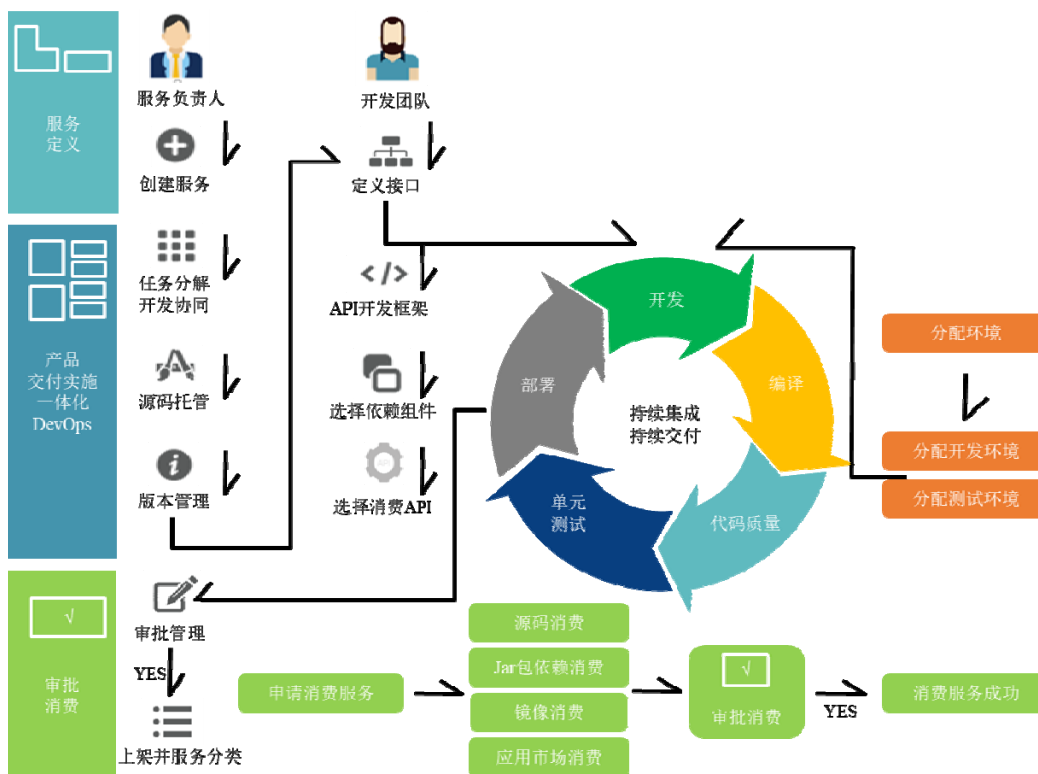 服务
定义
服务负责人
创建服务
开发团队
定义接口
产品
交付实施
一体化
DevOps
任务分解
开发协同
源码托管
版本管理
</>
API开发框架
选择依赖组件
API
选择消费API
开发
编译
代码质量
单元
测试
部署
持续集成
持续交付
分配环境
分配开发环境
分配测试环境
√
审批
消费
审批管理
YES
上架并服务分类
申请消费服务
源码消费
Jar包依赖消费
镜像消费
应用市场消费
√
审批消费
YES
消费服务成功